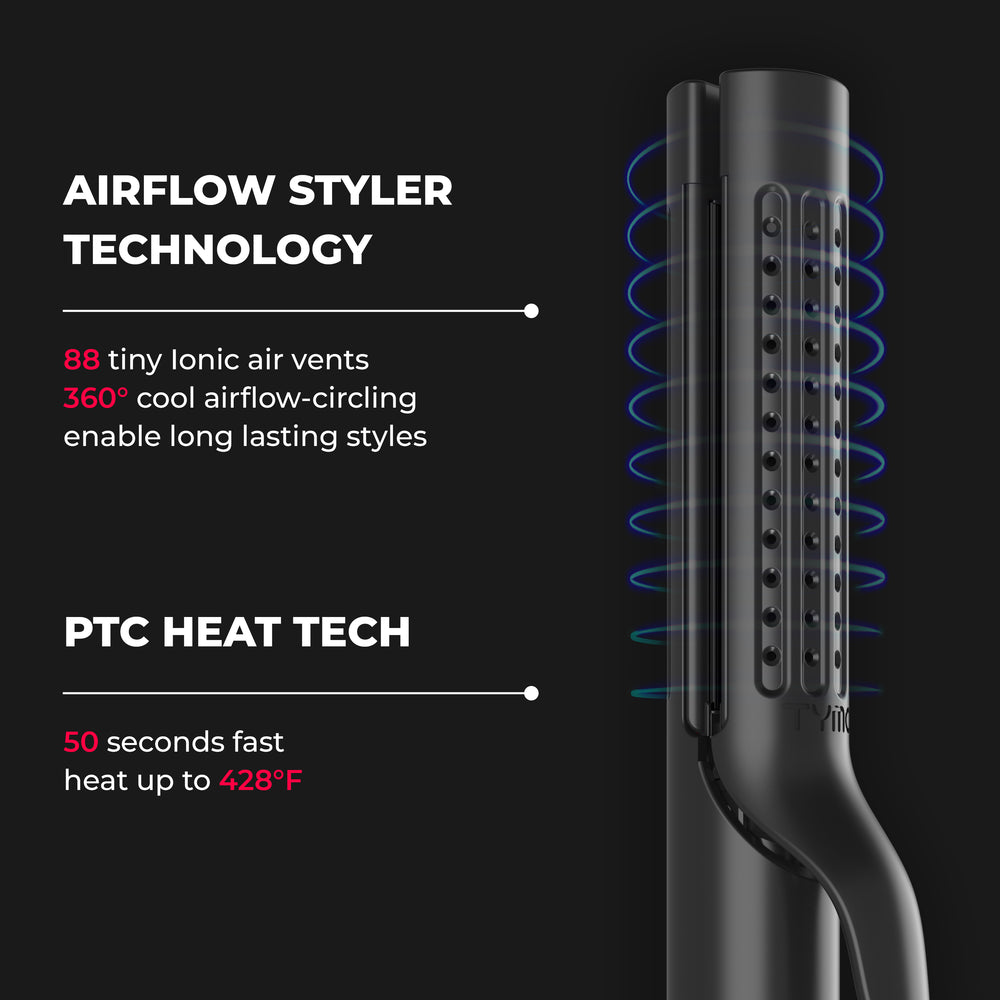 AIRFLOW STYLER
TECHNOLOGY
88 tiny Ionic air vents
360° cool airflow-circling
enable long lasting styles
PTC HEAT TECH
50 seconds fast
heat up to 428°F